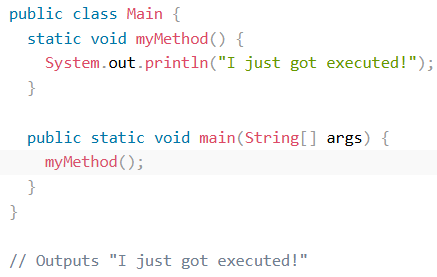 public class Main {
  static void myMethod() {
    System.out.println("I just got executed!");
  }

  public static void main(String[] args) {
    myMethod();
  }
}

// Outputs "I just got executed!"